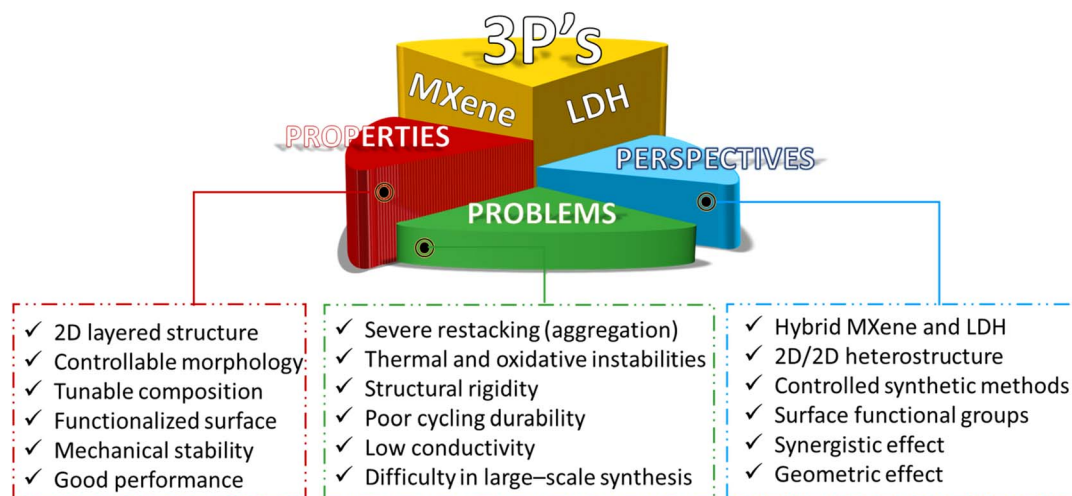 3P's
MXene
LDH
PROPERTIES
PERSPECTIVES
PROBLEMS
✓ 2D layered structure
✓ Controllable morphology
✓ Tunable composition
✓ Functionalized surface
✓ Mechanical stability
✓ Good performance
✓ Severe restacking (aggregation)
✓ Thermal and oxidative instabilities
✓ Structural rigidity
✓ Poor cycling durability
✓ Low conductivity
✓ Difficulty in large–scale synthesis
✓ Hybrid MXene and LDH
✓ 2D/2D heterostructure
✓ Controlled synthetic methods
✓ Surface functional groups
✓ Synergistic effect
✓ Geometric effect